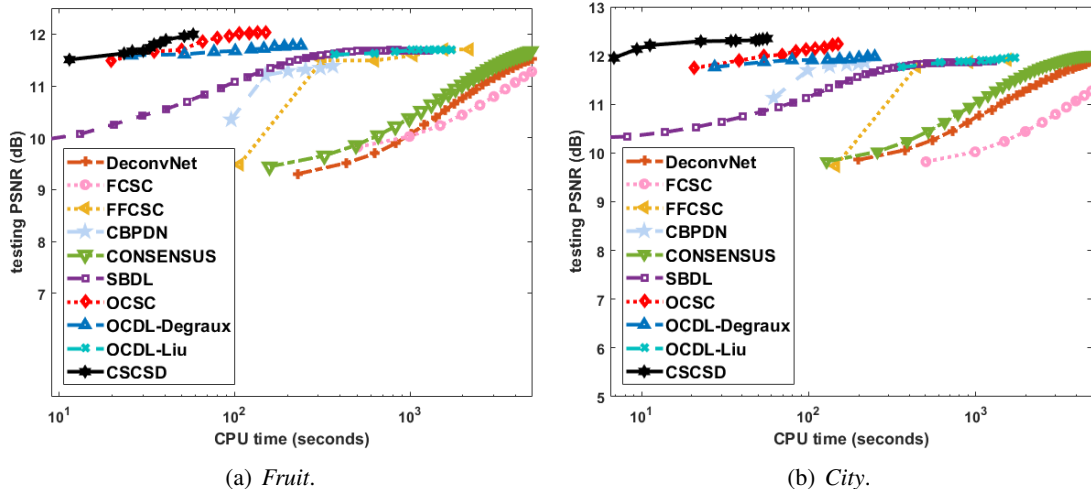 12
11
10
9
8
7
testing PSNR (dB)
DeconvNet
FCSC
FFCSC
CBPDN
CONSENSUS
SBDL
OCSC
OCDL-Degraux
OCDL-Liu
CSCSD
10^1
10^2
10^3
CPU time (seconds)
(a) Fruit.
13
12
11
10
9
8
7
6
5
testing PSNR (dB)
DeconvNet
FCSC
FFCSC
CBPDN
CONSENSUS
SBDL
OCSC
OCDL-Degraux
OCDL-Liu
CSCSD
10^1
10^2
10^3
CPU time (seconds)
(b) City.